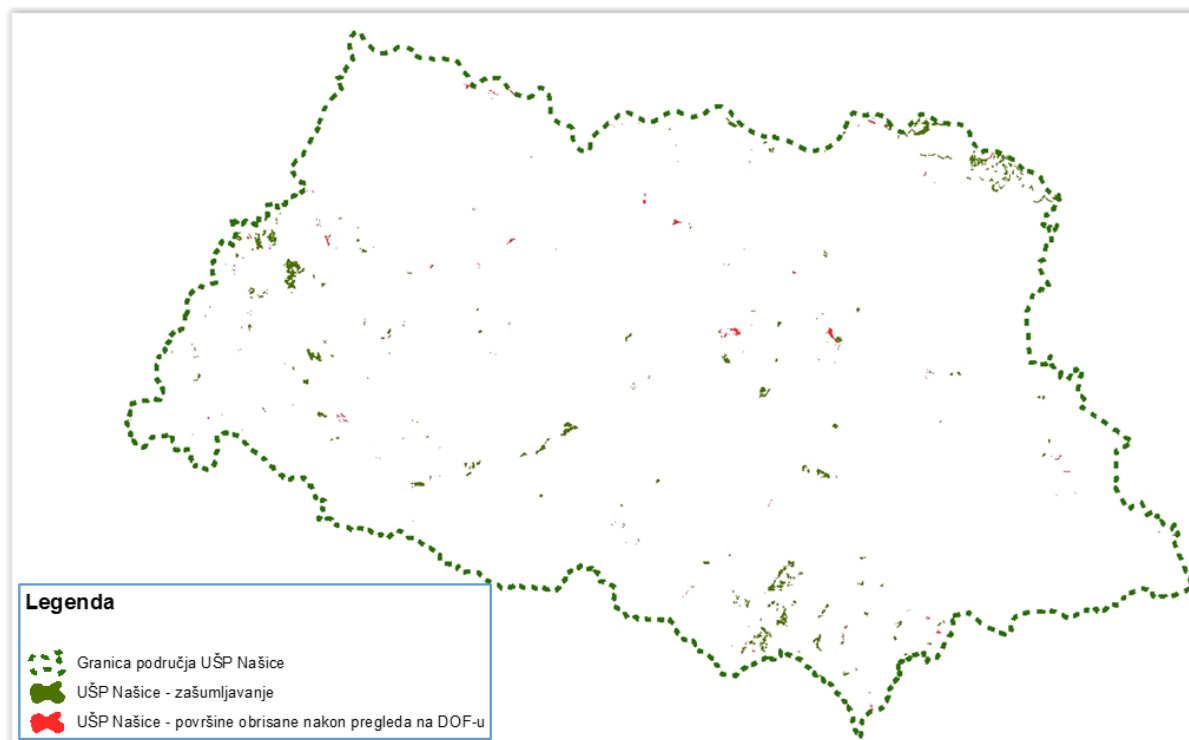 Legenda
Granica područja UŠP Našice
UŠP Našice - zašumljavanje
UŠP Našice - površine obrisane nakon pregleda na DOF-u